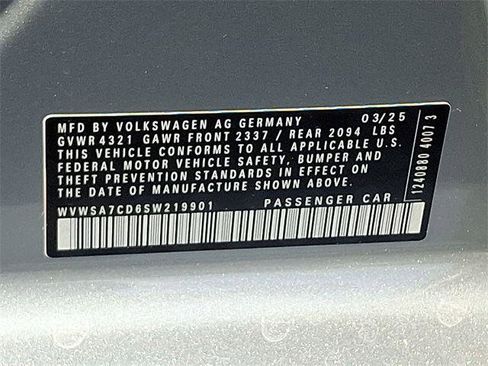 MFD BY VOLKSWAGEN AG GERMANY 03/25
GVWR 4321 GAWR FRONT 2337 / REAR 2094 LBS
THIS VEHICLE CONFORMS TO ALL APPLICABLE U.S.
FEDERAL MOTOR VEHICLE SAFETY, BUMPER AND
THEFT PREVENTION STANDARDS IN EFFECT ON
THE DATE OF MANUFACTURE SHOWN ABOVE.
WVWSA7CD6SW219901 PASSENGER CAR
1240880 4007 3